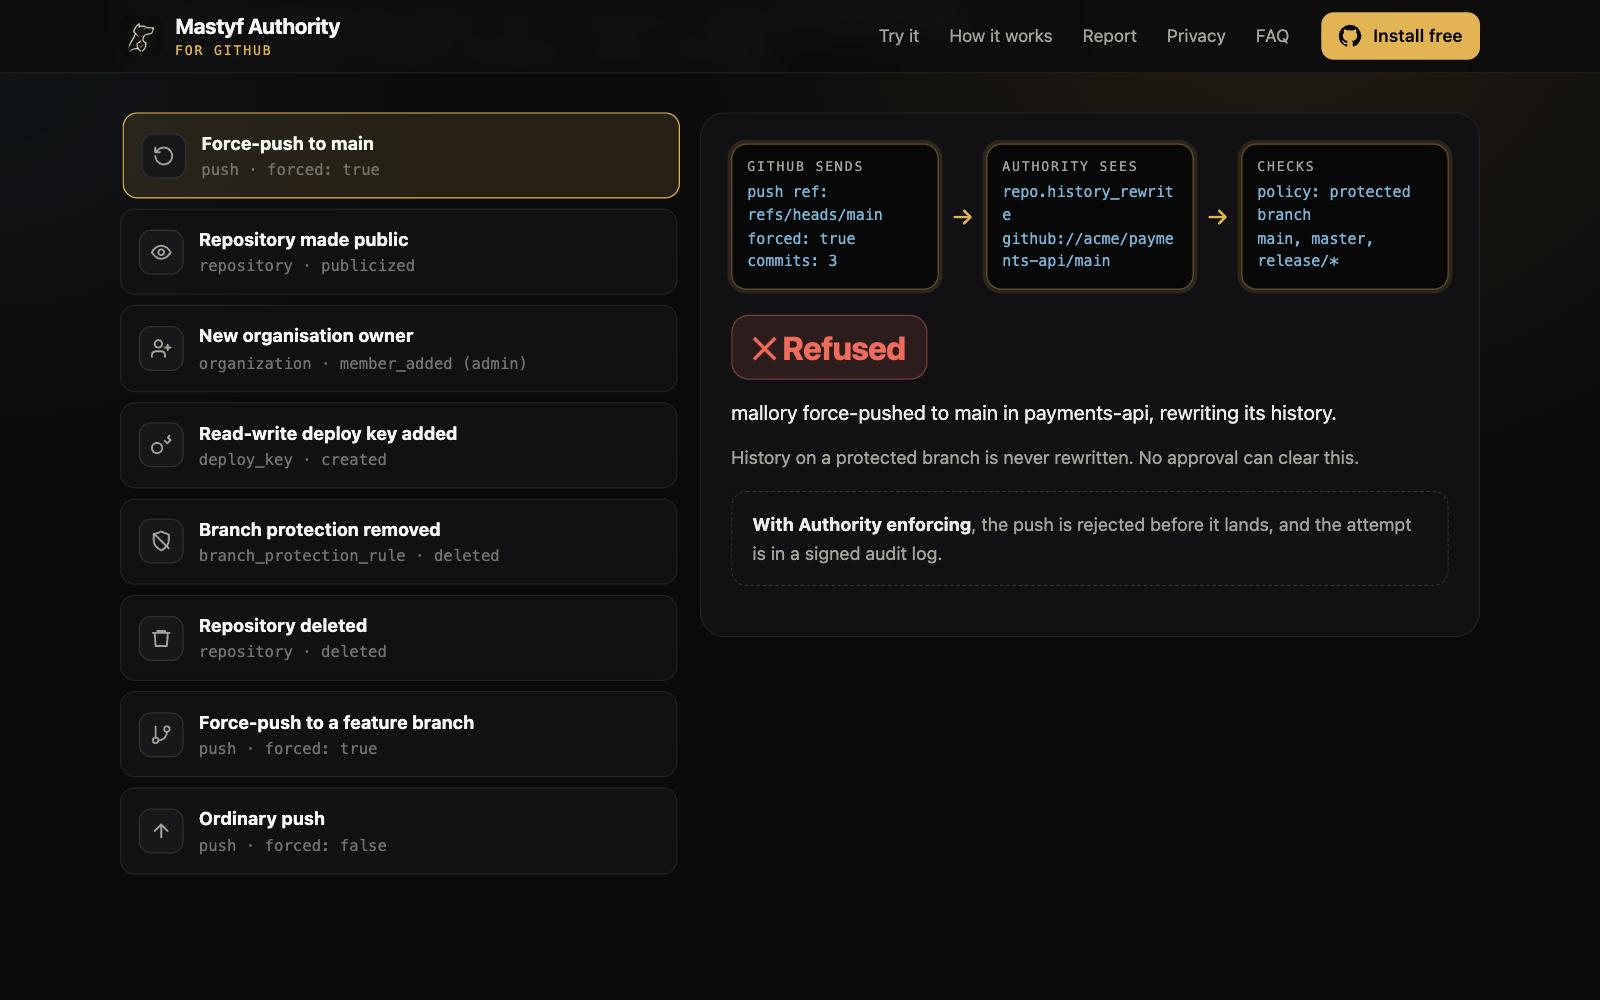 Mastyf Authority
FOR GITHUB
Try it
How it works
Report
Privacy
FAQ
Install free
Force-push to main
push · forced: true
Repository made public
repository · publicized
New organisation owner
organization · member_added (admin)
Read-write deploy key added
deploy_key · created
Branch protection removed
branch_protection_rule · deleted
Repository deleted
repository · deleted
Force-push to a feature branch
push · forced: true
Ordinary push
push · forced: false
GITHUB SENDS
push ref:
refs/heads/main
forced: true
commits: 3
AUTHORITY SEES
repo.history_rewrit
e
github://acme/payme
nts-api/main
CHECKS
policy: protected
branch
main, master,
release/*
Refused
mallory force-pushed to main in payments-api, rewriting its history.
History on a protected branch is never rewritten. No approval can clear this.
With Authority enforcing, the push is rejected before it lands, and the attempt
is in a signed audit log.